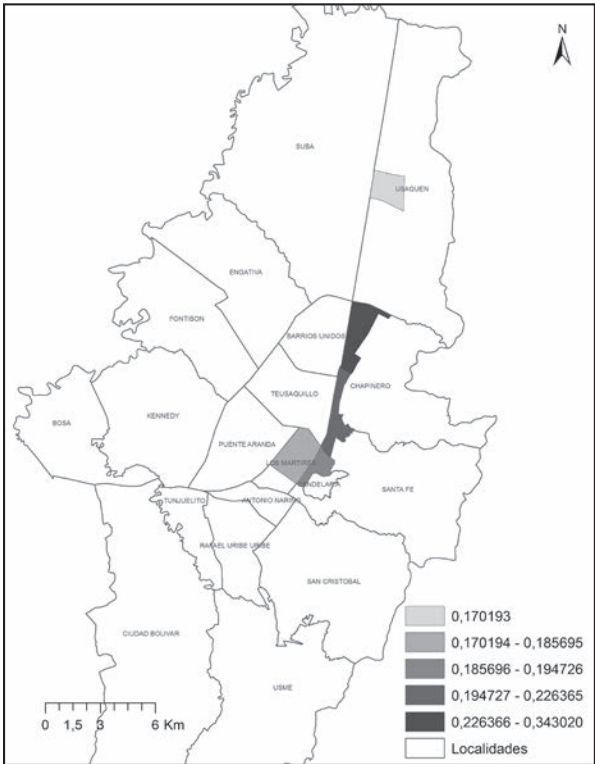 N
SUBA
USAQUEN
ENGATIVA
FONTIBON
BARRIOS UNIDOS
CHAPINERO
TEUSAQUILLO
BOSA
KENNEDY
PUENTE ARANDA
LOS MARTIRES
SANTA FE
TUNJUELITO
ANTONIO NARIÑO
RAFAEL URIBE URIBE
SAN CRISTOBAL
CIUDAD BOLIVAR
USME
0 1,5 3 6 Km
0,170193
0,170194 - 0,185695
0,185696 - 0,194726
0,194727 - 0,226365
0,226366 - 0,343020
Localidades